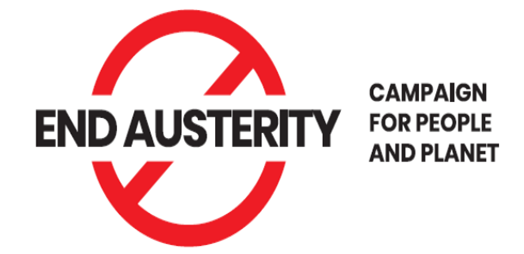 END AUSTERITY
CAMPAIGN
FOR PEOPLE
AND PLANET